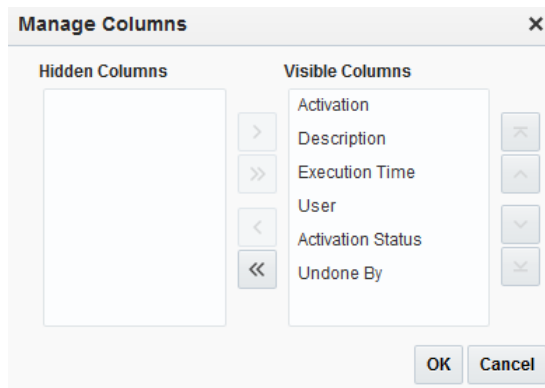 Manage Columns
Hidden Columns
Visible Columns
Activation
Description
Execution Time
User
Activation Status
Undone By
OK
Cancel